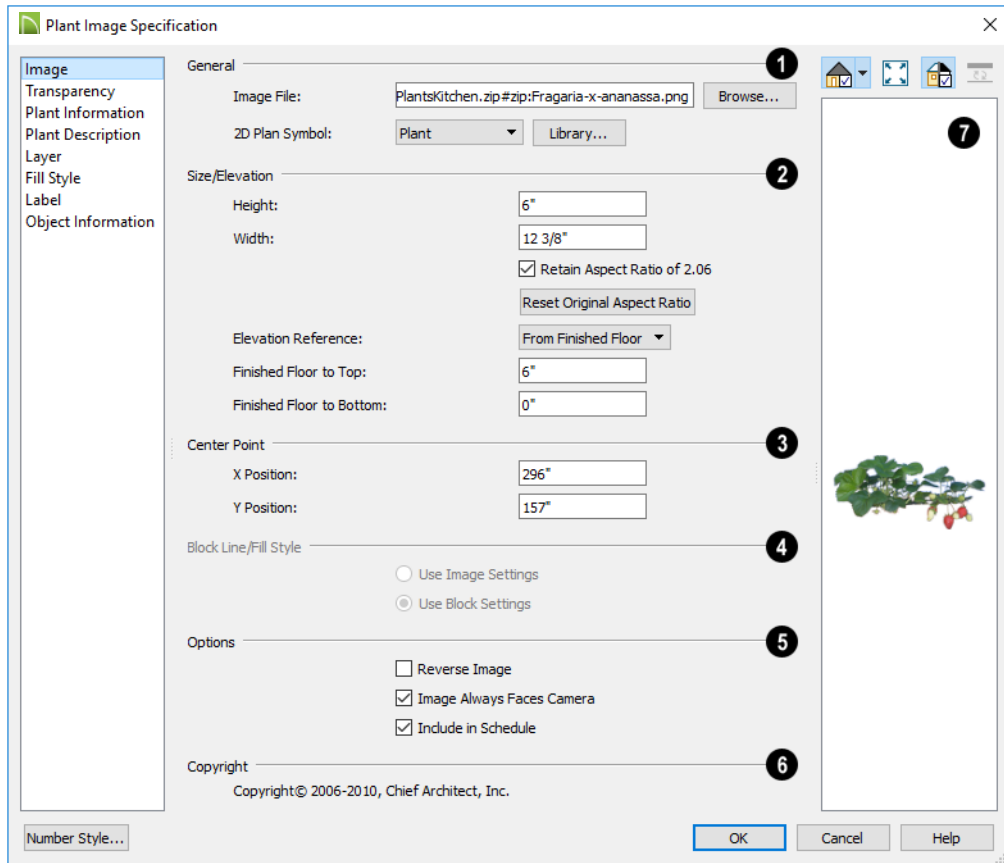 Plant Image Specification
Image
Transparency
Plant Information
Plant Description
Layer
Fill Style
Label
Object Information
General 1
Image File: PlantsKitchen.zip#zip:Fragaria-x-ananassa.png Browse...
2D Plan Symbol: Plant Library...
Size/Elevation 2
Height: 6"
Width: 12 3/8"
Retain Aspect Ratio of 2.06
Reset Original Aspect Ratio
Elevation Reference: From Finished Floor
Finished Floor to Top: 6"
Finished Floor to Bottom: 0"
Center Point 3
X Position: 296"
Y Position: 157"
Block Line/Fill Style 4
Use Image Settings
Use Block Settings
Options 5
Reverse Image
Image Always Faces Camera
Include in Schedule
Copyright 6
Copyright© 2006-2010, Chief Architect, Inc.
7
Number Style... OK Cancel Help